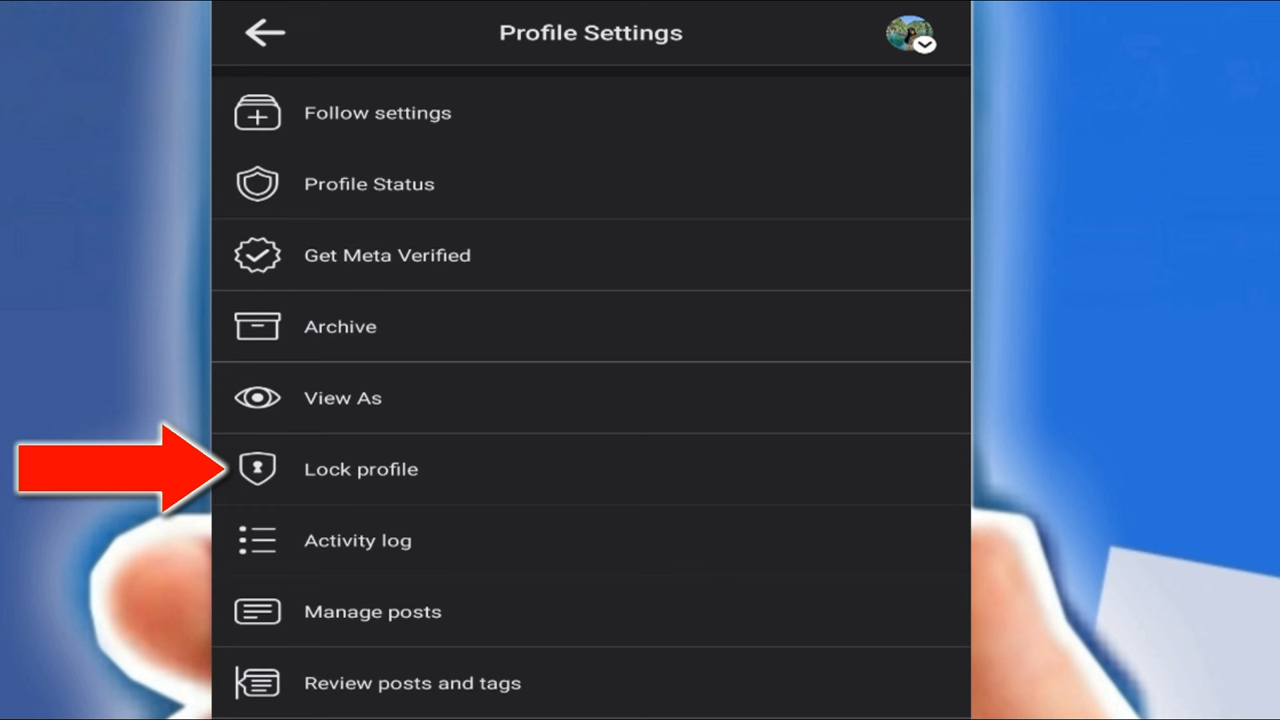 Profile Settings
Follow settings
Profile Status
Get Meta Verified
Archive
View As
Lock profile
Activity log
Manage posts
Review posts and tags